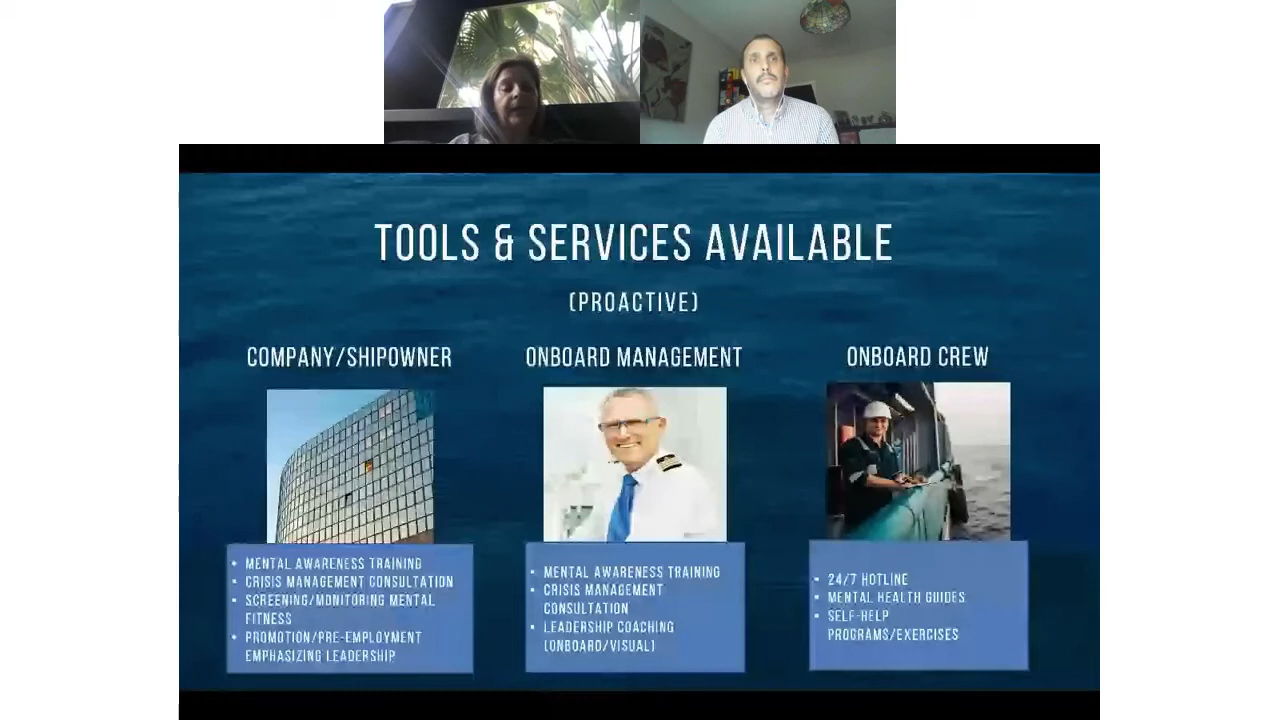 TOOLS & SERVICES AVAILABLE
(PROACTIVE)
COMPANY/SHIPOWNER
• MENTAL AWARENESS TRAINING
• CRISIS MANAGEMENT CONSULTATION
• SCREENING/MONITORING MENTAL
FITNESS
• PROMOTION/PRE-EMPLOYMENT
EMPHASIZING LEADERSHIP
ONBOARD MANAGEMENT
• MENTAL AWARENESS TRAINING
• CRISIS MANAGEMENT
CONSULTATION
• LEADERSHIP COACHING
(ONBOARD/VISUAL)
ONBOARD CREW
• 24/7 HOTLINE
• MENTAL HEALTH GUIDES
• SELF-HELP
PROGRAMS/EXERCISES